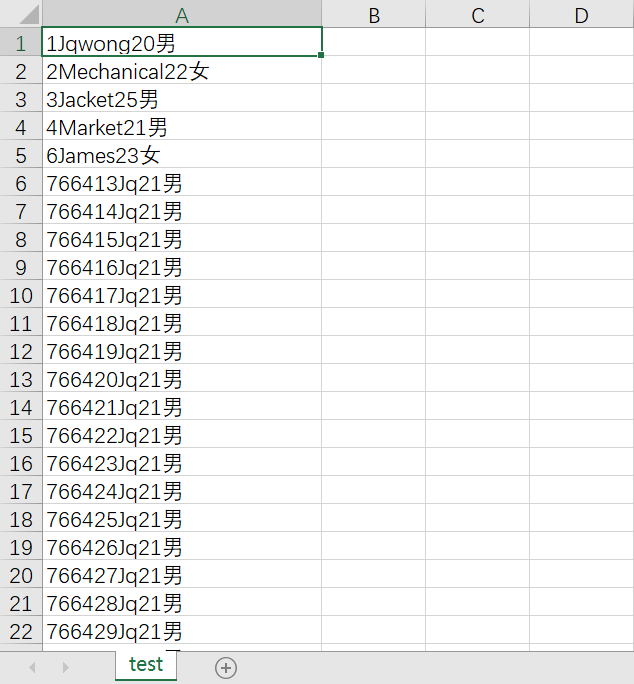 A B C D
1 1Jqwong20男
2 2Mechanical22女
3 3Jacket25男
4 4Market21男
5 6James23女
6 766413Jq21男
7 766414Jq21男
8 766415Jq21男
9 766416Jq21男
10 766417Jq21男
11 766418Jq21男
12 766419Jq21男
13 766420Jq21男
14 766421Jq21男
15 766422Jq21男
16 766423Jq21男
17 766424Jq21男
18 766425Jq21男
19 766426Jq21男
20 766427Jq21男
21 766428Jq21男
22 766429Jq21男
test